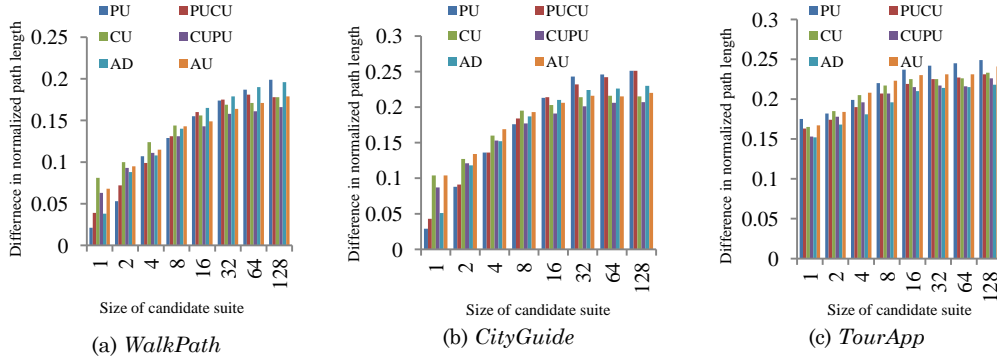 Differnece in normalized path length
PU PUCU
CU CUPU
AD AU
0.25
0.2
0.15
0.1
0.05
0
1 2 4 8 16 32 64 128
Size of candidate suite
(a) WalkPath
Difference in normalized path length
PU PUCU
CU CUPU
AD AU
0.3
0.25
0.2
0.15
0.1
0.05
0
1 2 4 8 16 32 64 128
Size of candidate suite
(b) CityGuide
Difference in normalized path length
PU PUCU
CU CUPU
AD AU
0.3
0.25
0.2
0.15
0.1
0.05
0
1 2 4 8 16 32 64 128
Size of candidate suite
(c) TourApp